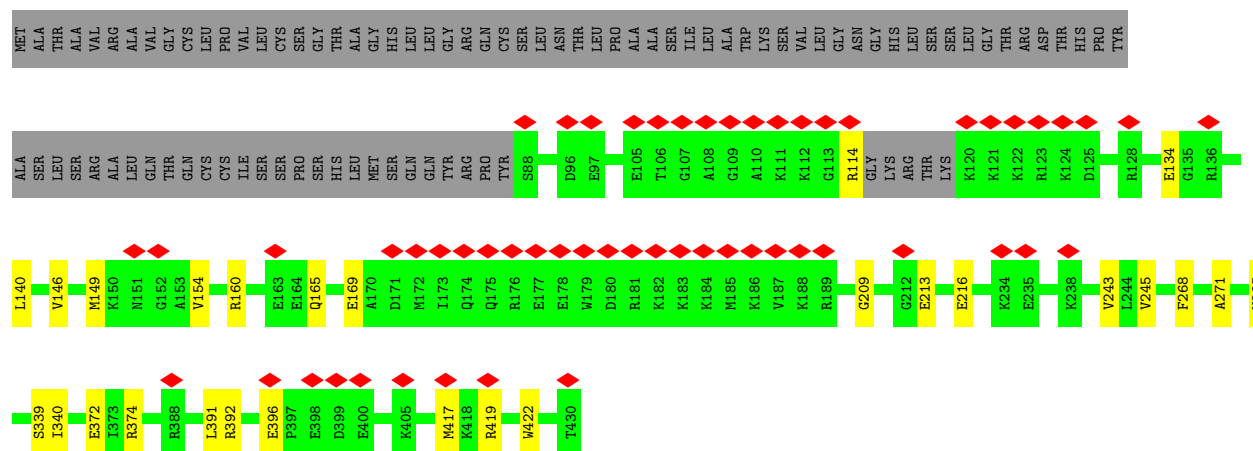 MET ALA THR ALA VAL ARG ALA VAL GLY CYS LEU PRO VAL LEU CYS SER GLY THR ALA GLY HIS LEU LEU GLY ARG GLN CYS SER LEU ASN THR LEU PRO ALA ALA SER ILE LEU ALA TRP LYS SER VAL LEU GLY ASN GLY HIS LEU SER SER LEU GLY THR ARG ASP THR HIS PRO TYR
ALA SER LEU SER ARG ALA LEU GLN THR GLN CYS CYS ILE SER SER PRO SER HIS LEU MET SER GLN GLN TYR ARG PRO TYR S88 D96 E97 E105 T106 G107 A108 G109 A110 K111 K112 G113 R114 GLY LYS ARG THR LYS K120 K121 K122 R123 K124 D125 R128 E134 G135 R136
L140 V146 M149 K150 N151 G152 A153 V154 R160 E163 E164 Q165 E169 A170 D171 M172 I173 Q174 Q175 R176 E177 E178 W179 D180 R181 K182 K183 K184 M185 K186 V187 K188 R189 G209 G212 E213 E216 K234 E235 K238 V243 L244 V245 F268 A271
S339 I340 E372 I373 R374 R388 L391 R392 E396 P397 E398 D399 E400 K405 M417 K418 R419 W422 T430